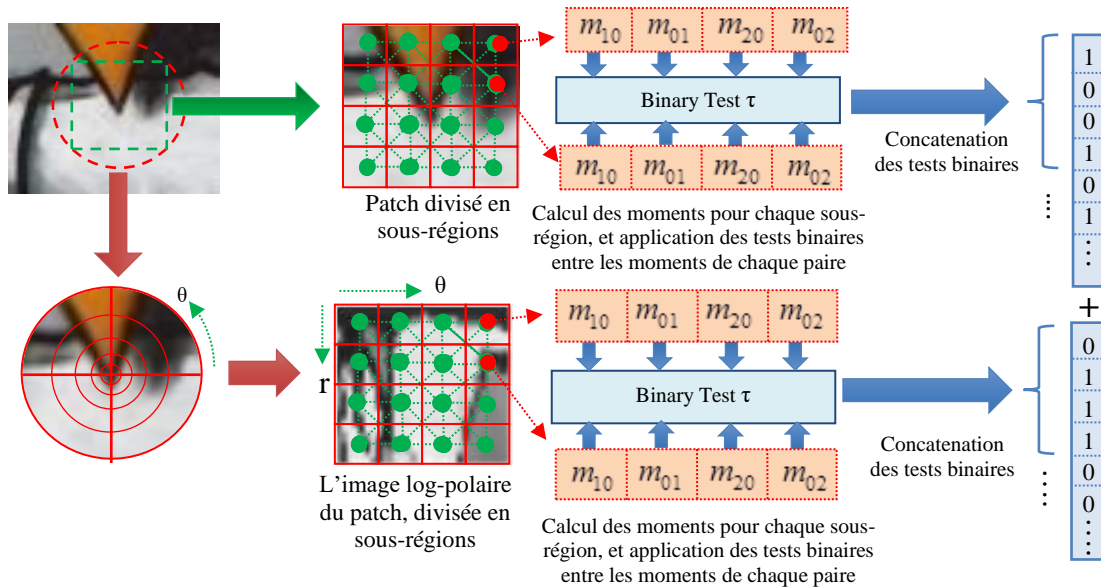 m10 m01 m20 m02
Binary Test τ
m10 m01 m20 m02
Patch divisé en
sous-régions
Calcul des moments pour chaque sous-
région, et application des tests binaires
entre les moments de chaque paire
Concatenation
des tests binaires
1
0
0
1
0
1
+
θ
θ
r
m10 m01 m20 m02
Binary Test τ
m10 m01 m20 m02
L'image log-polaire
du patch, divisée en
sous-régions
Calcul des moments pour chaque sous-
région, et application des tests binaires
entre les moments de chaque paire
Concatenation
des tests binaires
0
1
1
1
0
0